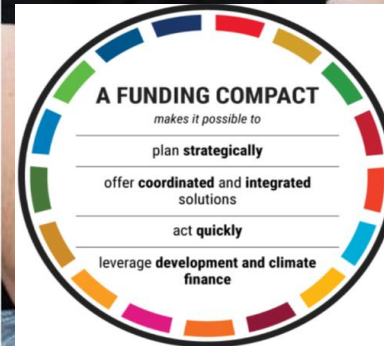 A FUNDING COMPACT
makes it possible to
plan strategically
offer coordinated and integrated
solutions
act quickly
leverage development and climate
finance